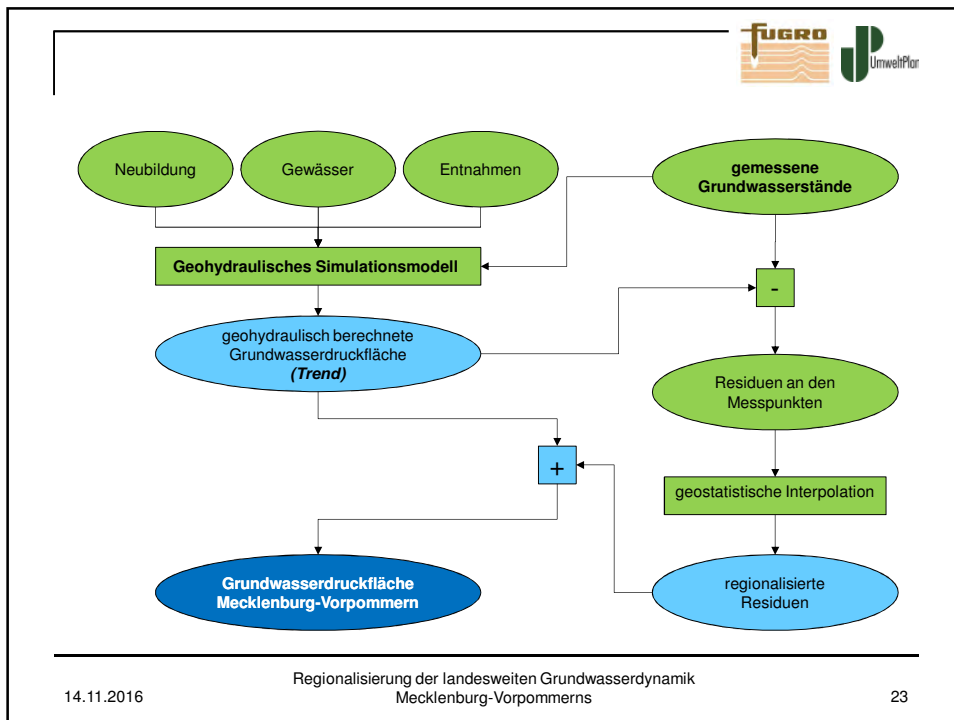 fugro
UmweltPlan
Neubildung
Gewässer
Entnahmen
gemessene
Grundwasserstände
Geohydraulisches Simulationsmodell
-
geohydraulisch berechnete
Grundwasserdruckfläche
(Trend)
Residuen an den
Messpunkten
+
geostatistische Interpolation
Grundwasserdruckfläche
Mecklenburg-Vorpommern
regionalisierte
Residuen
14.11.2016
Regionalisierung der landesweiten Grundwasserdynamik
Mecklenburg-Vorpommerns
23